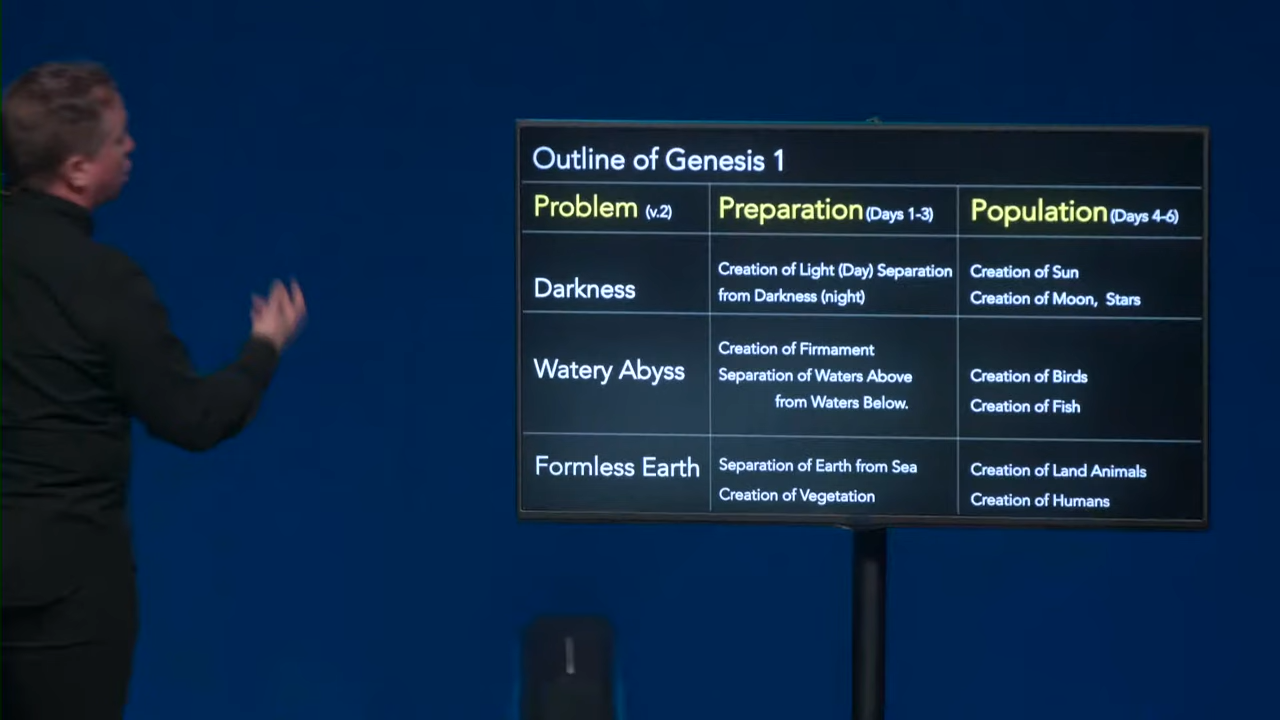 Outline of Genesis 1
Problem (v.2)
Preparation (Days 1-3)
Population (Days 4-6)
Darkness
Creation of Light (Day) Separation
from Darkness (night)
Creation of Sun
Creation of Moon, Stars
Watery Abyss
Creation of Firmament
Separation of Waters Above
from Waters Below.
Creation of Birds
Creation of Fish
Formless Earth
Separation of Earth from Sea
Creation of Vegetation
Creation of Land Animals
Creation of Humans